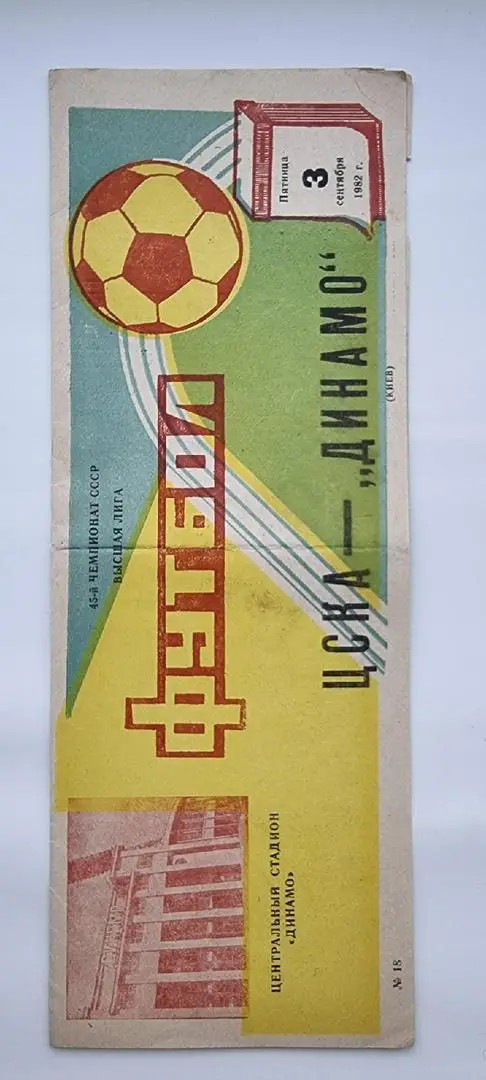 45-й ЧЕМПИОНАТ СССР
ВЫСШАЯ ЛИГА
Пятница
3
сентября
1982 г.
ФУТБОЛ
ЦСКА — „ДИНАМО“
(КИЕВ)
ЦЕНТРАЛЬНЫЙ СТАДИОН
«ДИНАМО»
№ 18